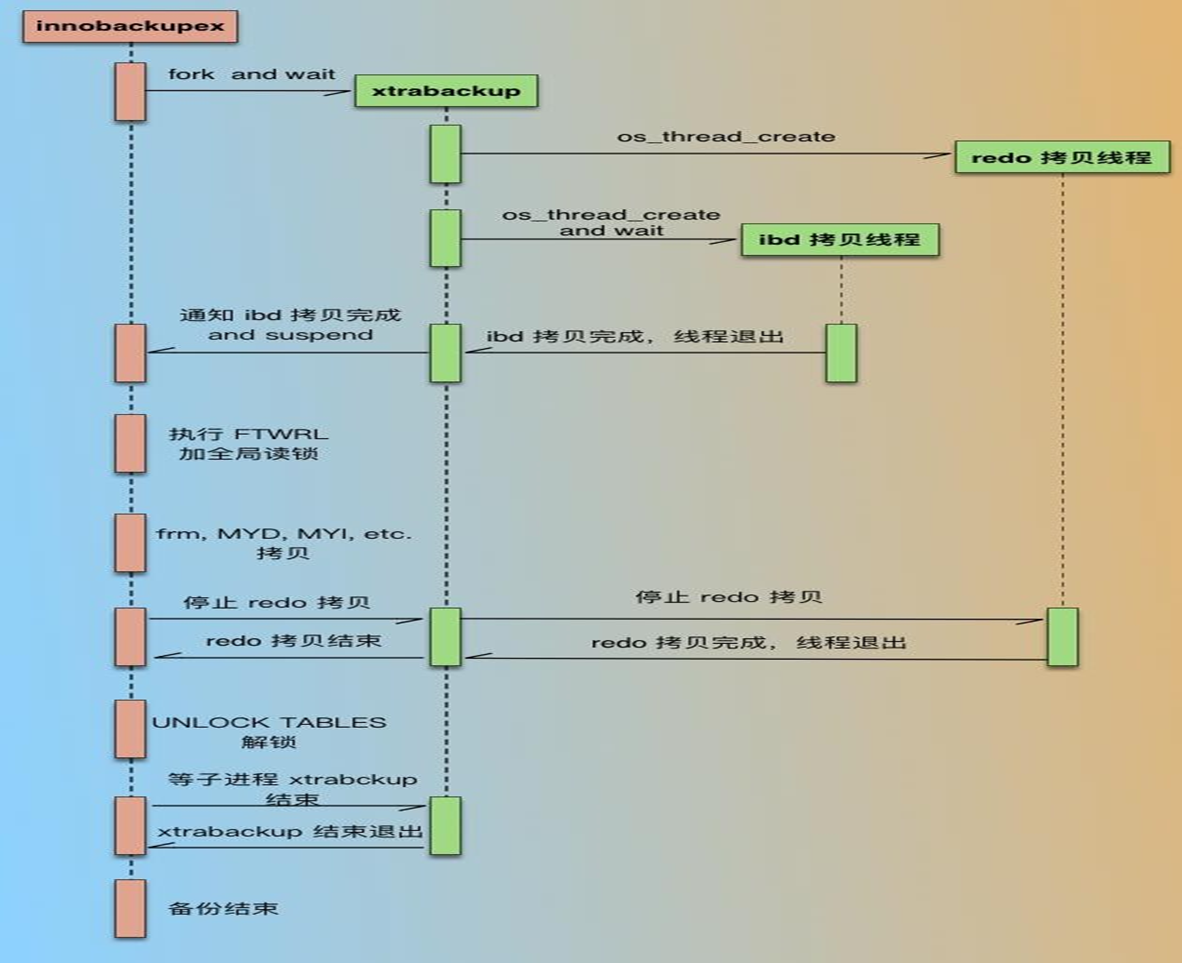 innobackupex
fork and wait
xtrabackup
os_thread_create
redo 拷贝线程
os_thread_create
and wait
ibd 拷贝线程
通知 ibd 拷贝完成
and suspend
ibd 拷贝完成，线程退出
执行 FTWRL
加全局读锁
frm, MYD, MYI, etc.
拷贝
停止 redo 拷贝
停止 redo 拷贝
redo 拷贝结束
redo 拷贝完成，线程退出
UNLOCK TABLES
解锁
等子进程 xtrabckup
结束
xtrabackup 结束退出
备份结束